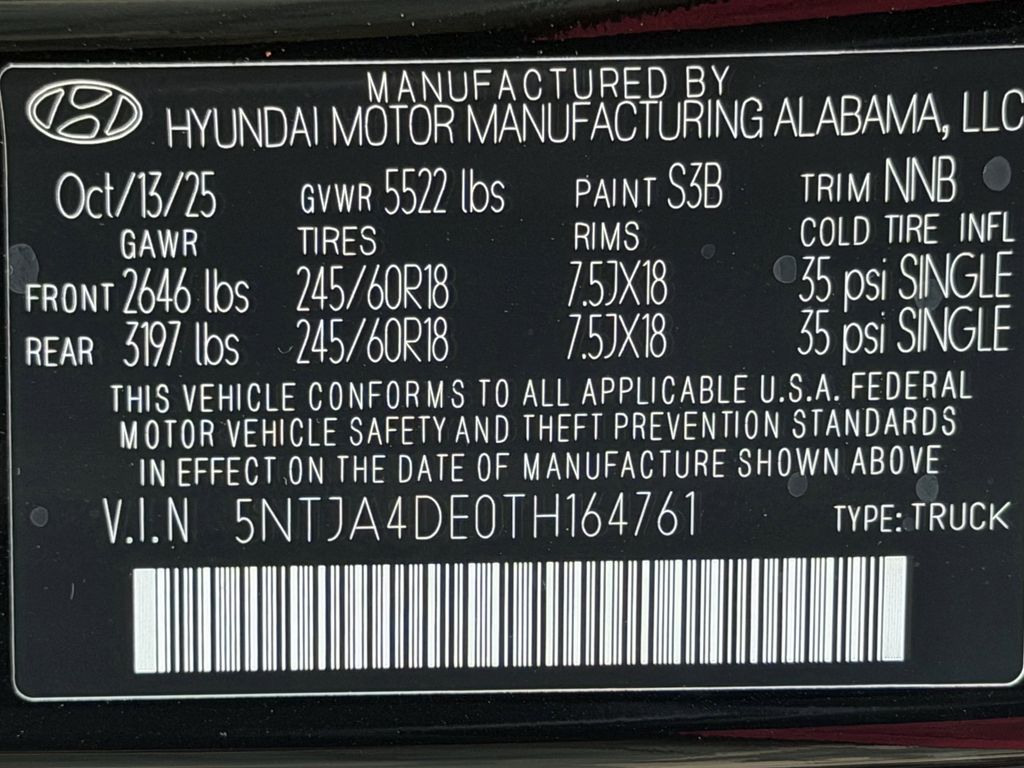 MANUFACTURED BY
HYUNDAI MOTOR MANUFACTURING ALABAMA, LLC
Oct/13/25 GVWR 5522 lbs PAINT S3B TRIM NNB
GAWR TIRES RIMS COLD TIRE INFL
FRONT 2646 lbs 245/60R18 7.5JX18 35 psi SINGLE
REAR 3197 lbs 245/60R18 7.5JX18 35 psi SINGLE
THIS VEHICLE CONFORMS TO ALL APPLICABLE U.S.A. FEDERAL
MOTOR VEHICLE SAFETY AND THEFT PREVENTION STANDARDS
IN EFFECT ON THE DATE OF MANUFACTURE SHOWN ABOVE
V.I.N 5NTJA4DE0TH164761 TYPE: TRUCK